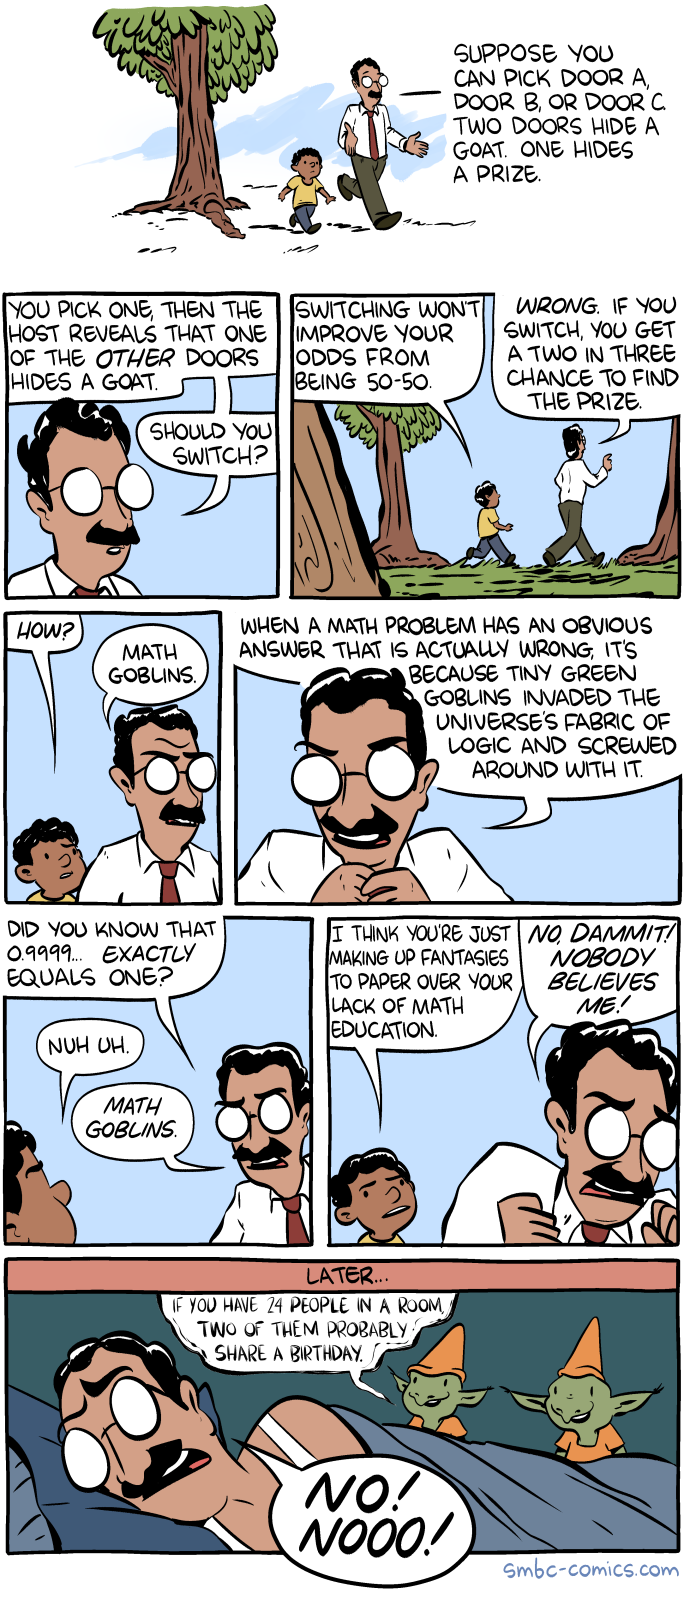 SUPPOSE YOU
CAN PICK DOOR A,
DOOR B, OR DOOR C.
TWO DOORS HIDE A
GOAT. ONE HIDES
A PRIZE.
YOU PICK ONE, THEN THE
HOST REVEALS THAT ONE
OF THE OTHER DOORS
HIDES A GOAT.
SHOULD YOU
SWITCH?
SWITCHING WON'T
IMPROVE YOUR
ODDS FROM
BEING 50-50.
WRONG. IF YOU
SWITCH, YOU GET
A TWO IN THREE
CHANCE TO FIND
THE PRIZE.
HOW?
MATH
GOBLINS.
WHEN A MATH PROBLEM HAS AN OBVIOUS
ANSWER THAT IS ACTUALLY WRONG, IT'S
BECAUSE TINY GREEN
GOBLINS INVADED THE
UNIVERSE'S FABRIC OF
LOGIC AND SCREWED
AROUND WITH IT.
DID YOU KNOW THAT
0.9999... EXACTLY
EQUALS ONE?
NUH UH.
MATH
GOBLINS.
I THINK YOU'RE JUST
MAKING UP FANTASIES
TO PAPER OVER YOUR
LACK OF MATH
EDUCATION.
NO, DAMMIT!
NOBODY
BELIEVES
ME!
LATER...
IF YOU HAVE 24 PEOPLE IN A ROOM,
TWO OF THEM PROBABLY
SHARE A BIRTHDAY.
NO!
NOOO!
smbc-comics.com